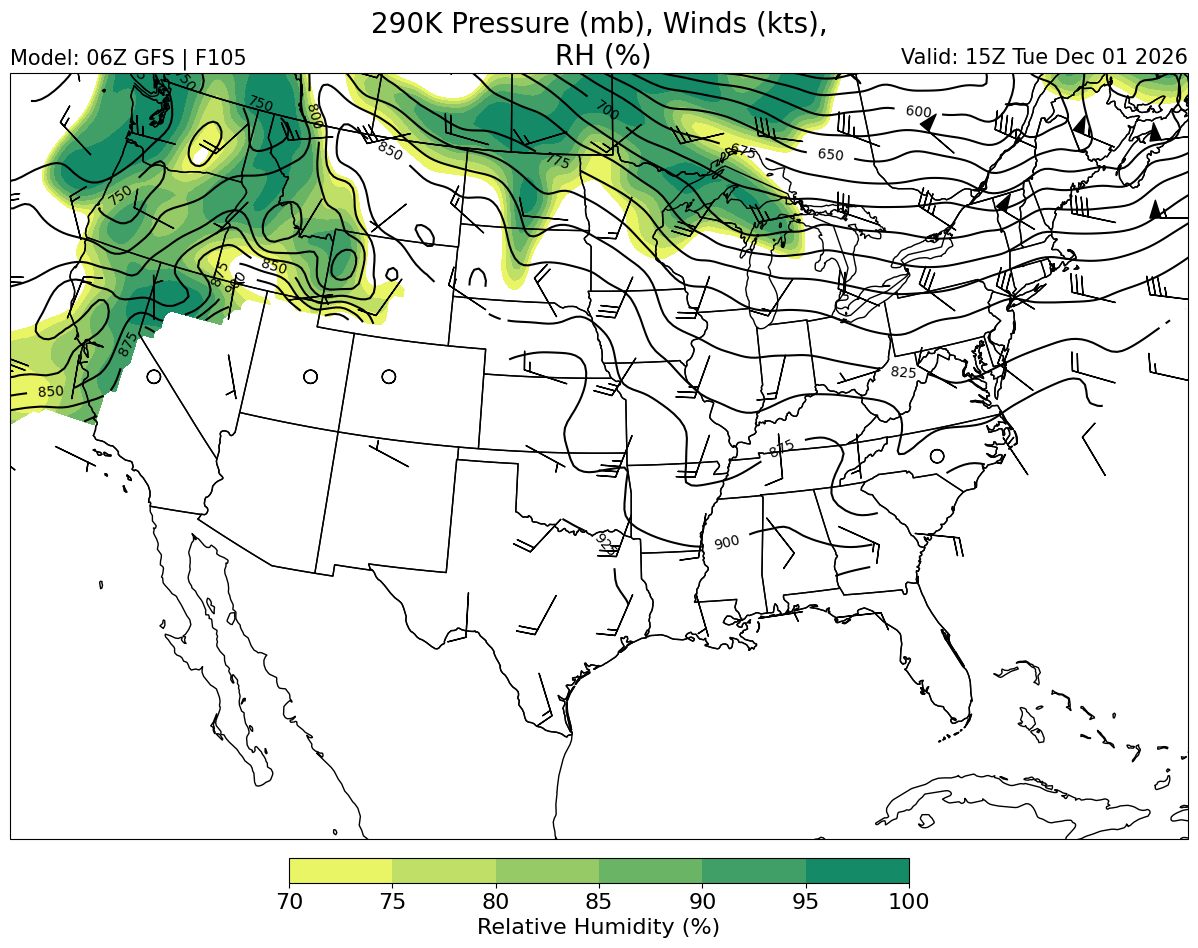 290K Pressure (mb), Winds (kts),
RH (%)
Model: 06Z GFS | F105
Valid: 15Z Tue Dec 01 2026
750
750
800
700
600
850
775
675
650
750
850
875
875
850
825
875
900
70 75 80 85 90 95 100
Relative Humidity (%)